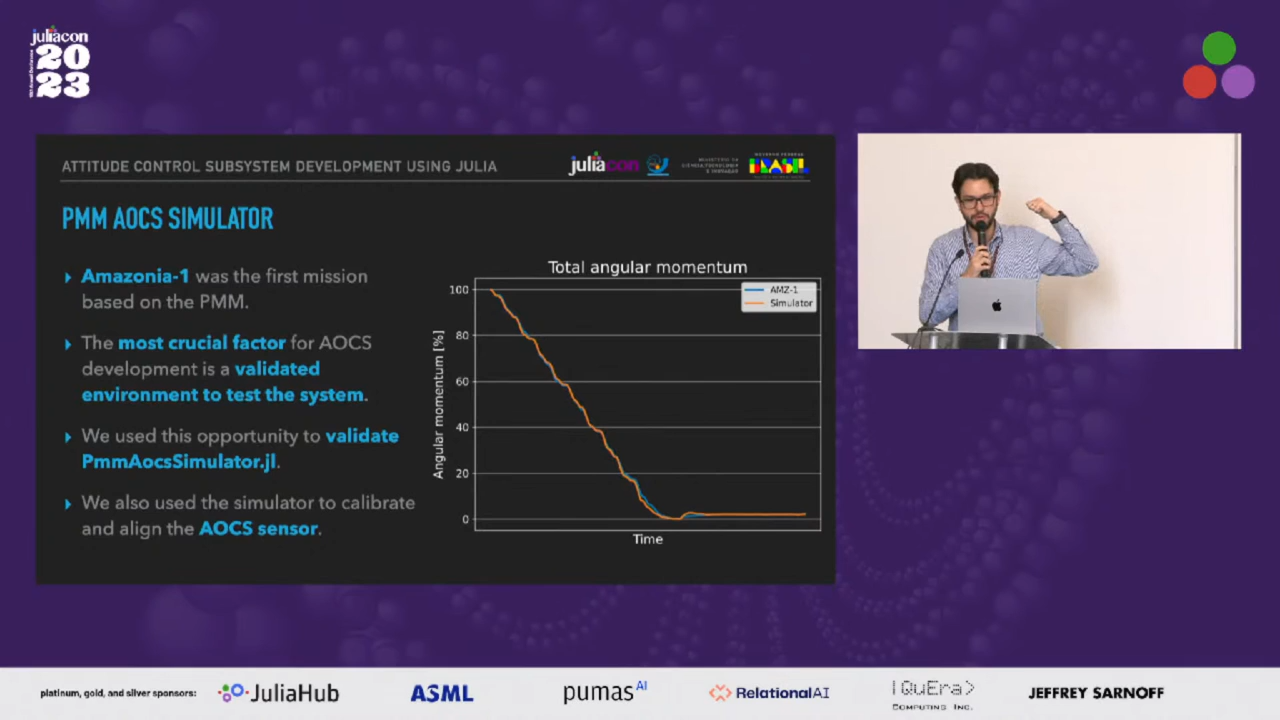 juliacon
20
23
ATTITUDE CONTROL SUBSYSTEM DEVELOPMENT USING JULIA
juliacon
BRASIL
PMM AOCS SIMULATOR
Amazonia-1 was the first mission
based on the PMM.
The most crucial factor for AOCS
development is a validated
environment to test the system.
We used this opportunity to validate
PmmAocsSimulator.jl.
We also used the simulator to calibrate
and align the AOCS sensor.
Total angular momentum
AMZ-1
Simulator
Angular momentum [%]
100
80
60
40
20
0
Time
platinum, gold, and silver sponsors:
JuliaHub
ASML
pumasAI
RelationalAI
|QuEra>
COMPUTING INC.
JEFFREY SARNOFF